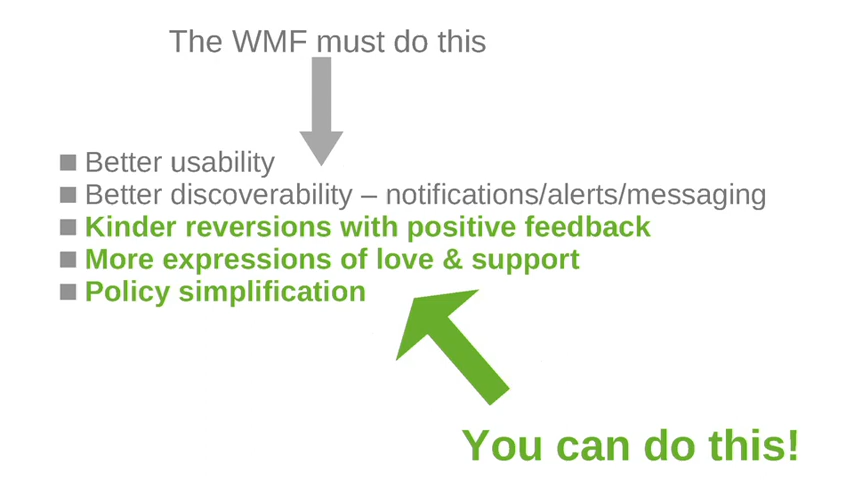 The WMF must do this
Better usability
Better discoverability – notifications/alerts/messaging
Kinder reversions with positive feedback
More expressions of love & support
Policy simplification
You can do this!